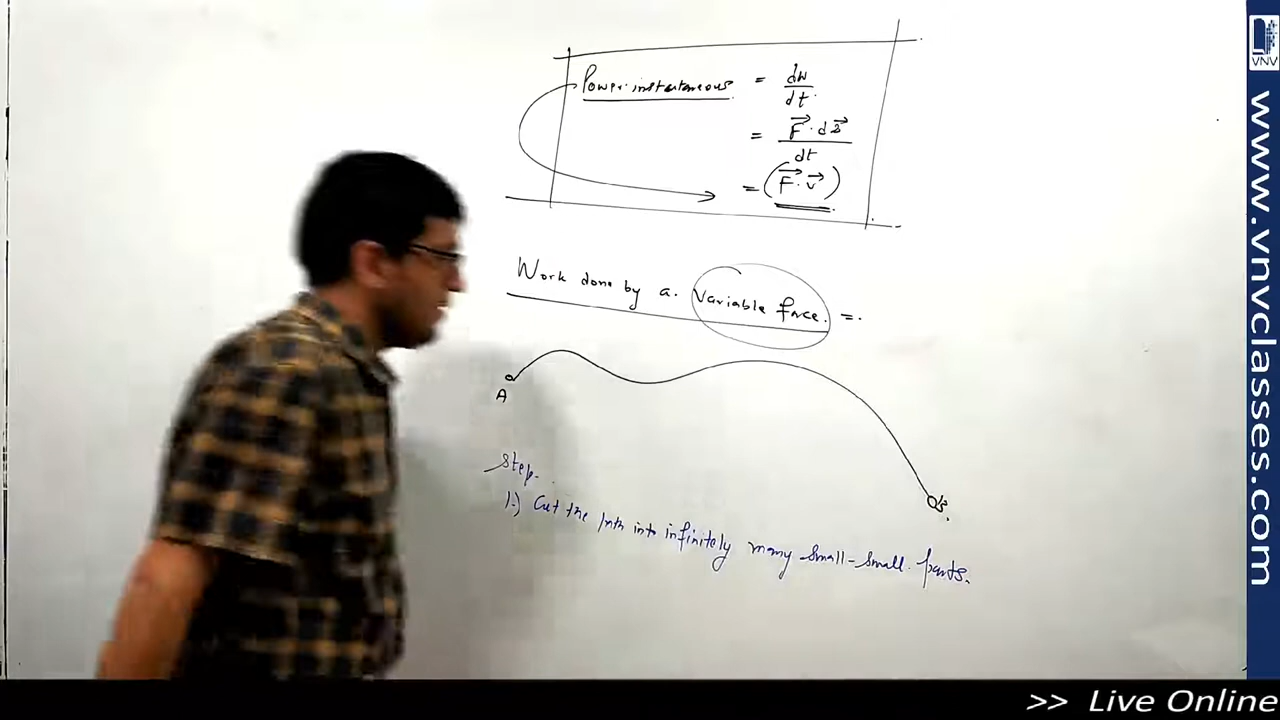 Power instantaneous = dW
dt
= F⃗ · ds⃗
dt
= (F⃗ · v⃗)
Work done by a variable force. =
A
B
Step.
1.) Cut the path into infinitely many small-small parts.
VNV
www.vnvclasses.com
>> Live Online